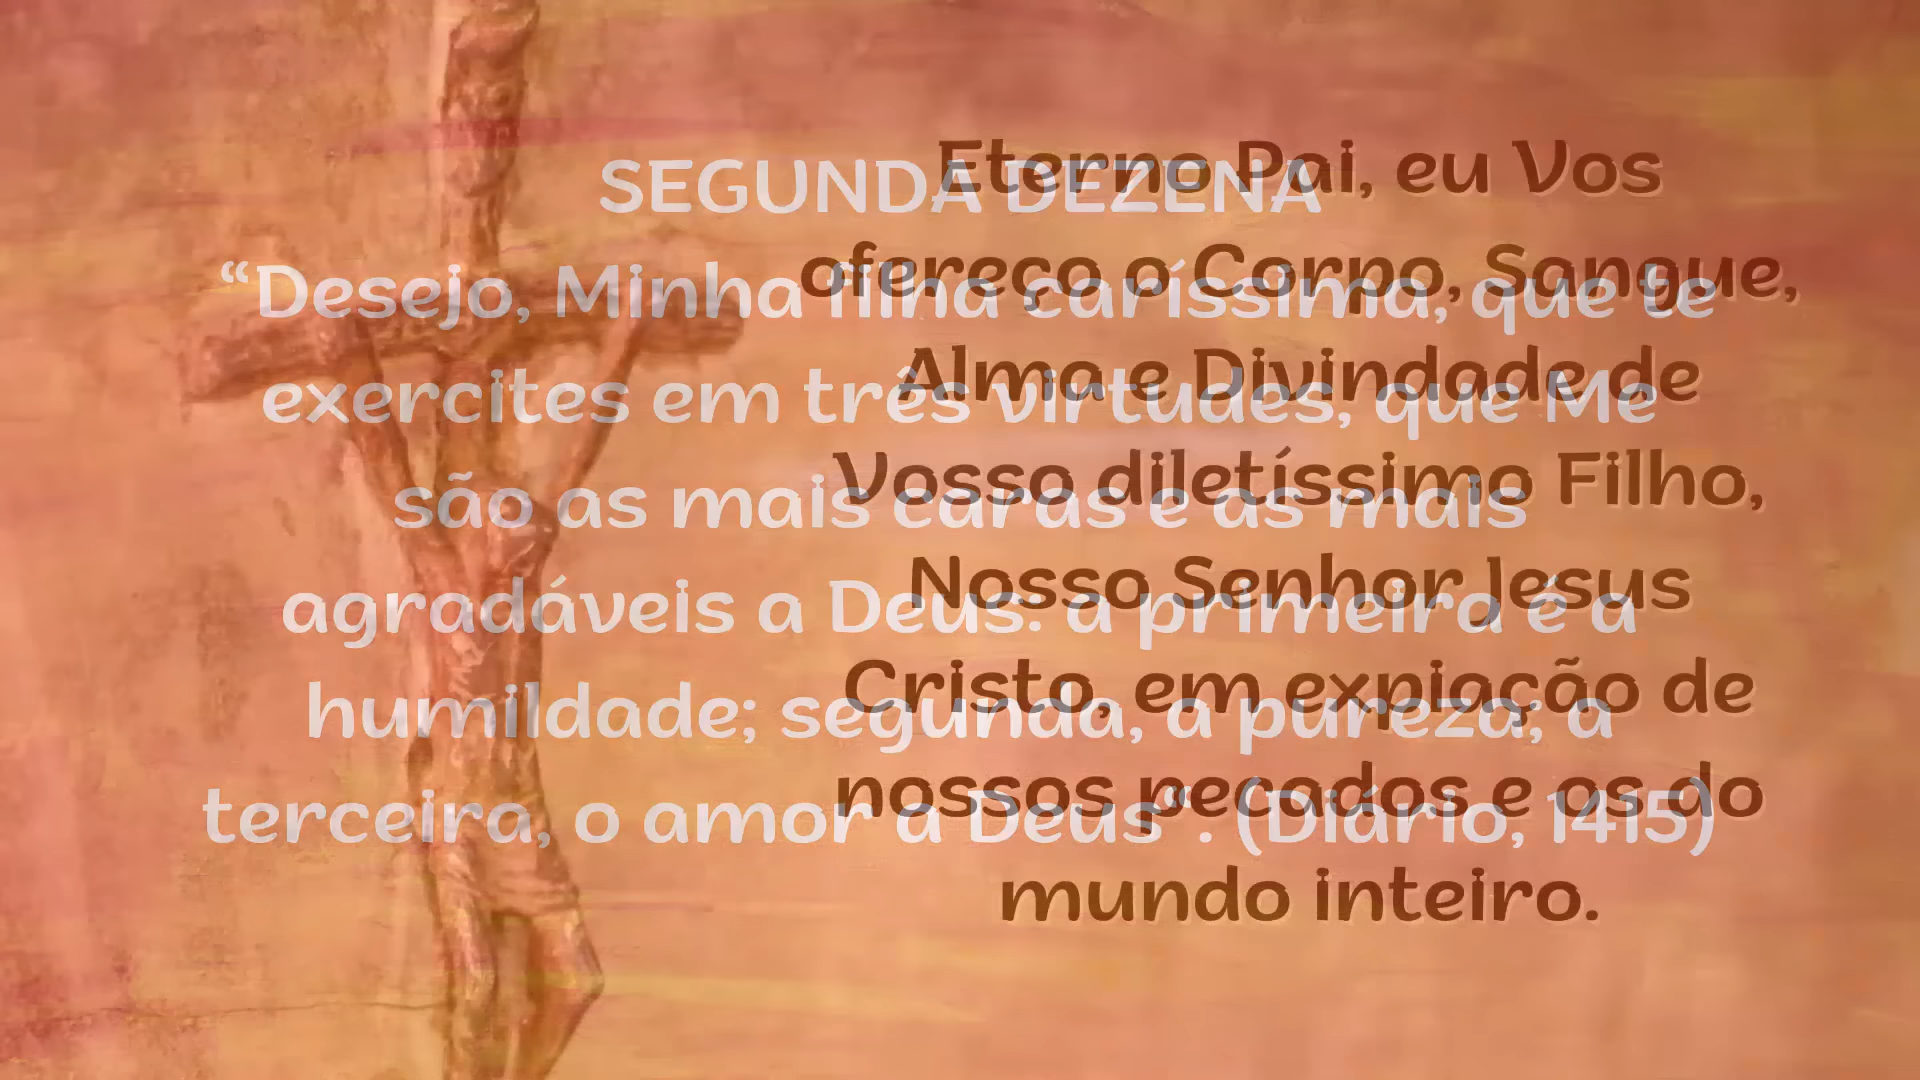 SEGUNDA DEZENA
“Desejo, Minha filha caríssima, que te
exercites em três virtudes, que Me
são as mais caras e as mais
agradáveis a Deus: a primeira é a
humildade; segunda, a pureza; a
terceira, o amor a Deus“. (Diário, 1415)
Eterno Pai, eu Vos
ofereço o Corpo, Sangue,
Alma e Divindade de
Vosso diletíssimo Filho,
Nosso Senhor Jesus
Cristo, em expiação de
nossos pecados e os do
mundo inteiro.